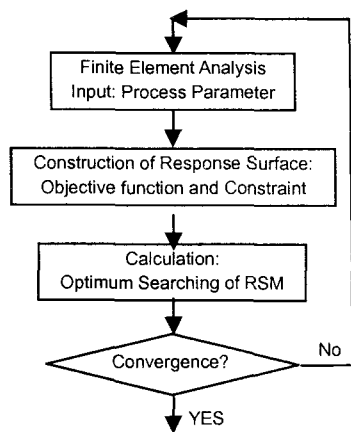 Finite Element Analysis
Input: Process Parameter
Construction of Response Surface:
Objective function and Constraint
Calculation:
Optimum Searching of RSM
Convergence?
No
YES